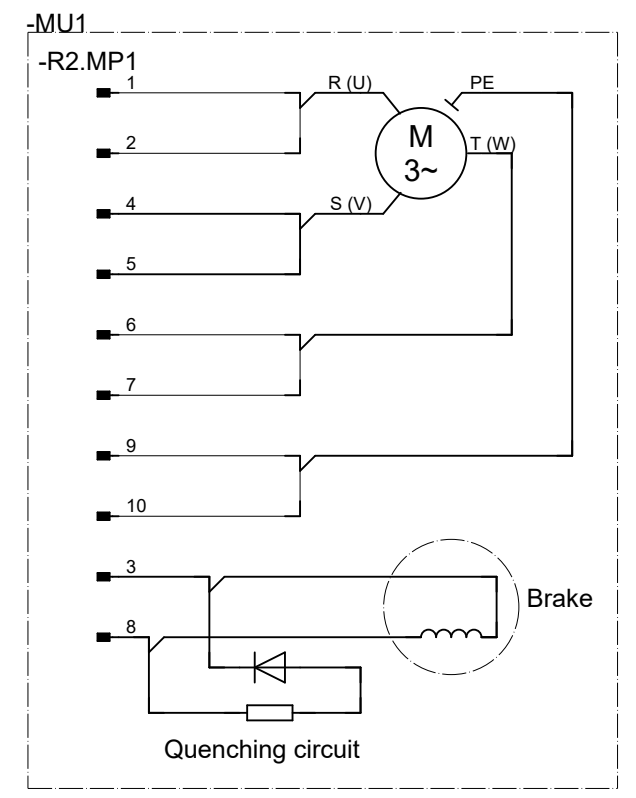 -MU1
-R2.MP1
1
R (U)
PE
2
M
3~
T (W)
4
S (V)
5
6
7
9
10
3
Brake
8
Quenching circuit